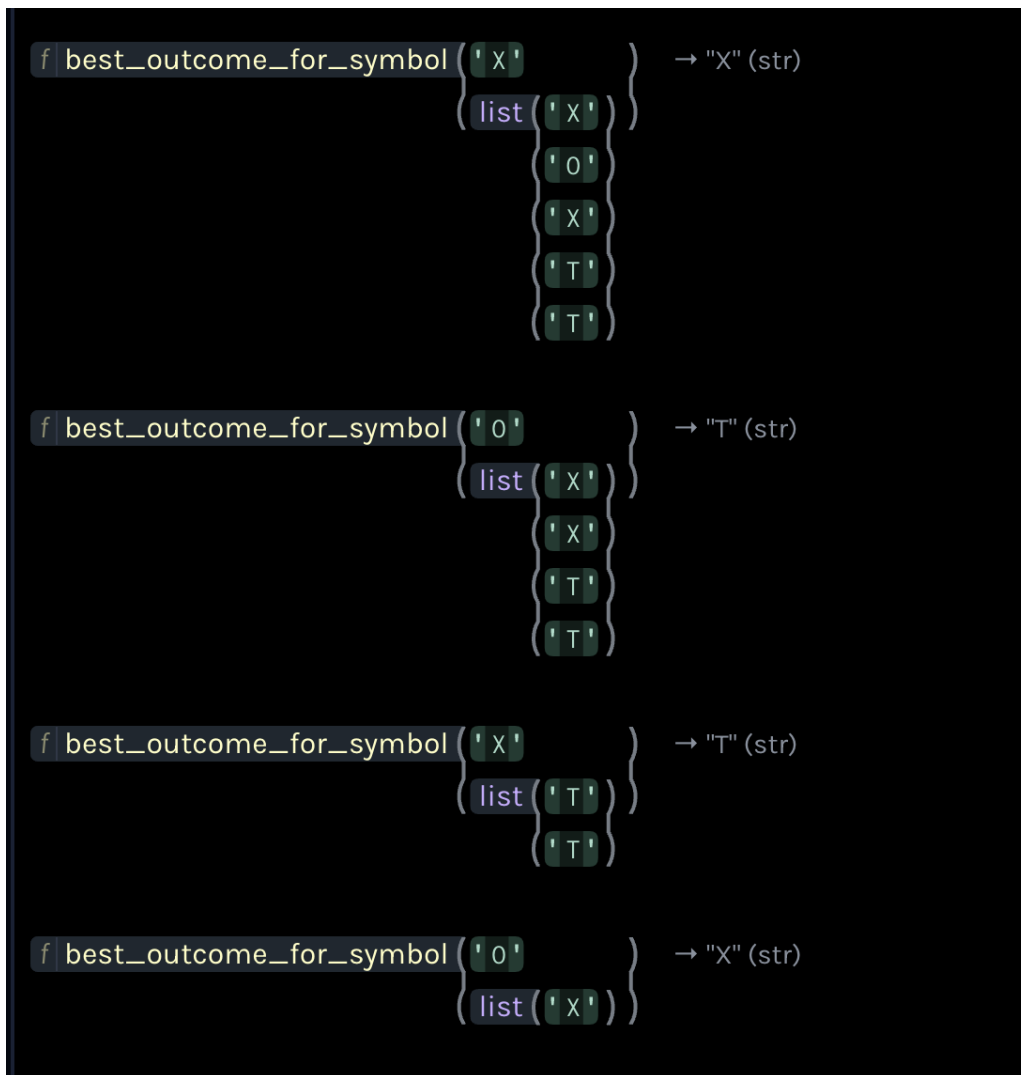 f best_outcome_for_symbol ( 'X' ) → "X" (str)
( list ( 'X' ) )
( 'O' )
( 'X' )
( 'T' )
( 'T' )
f best_outcome_for_symbol ( 'O' ) → "T" (str)
( list ( 'X' ) )
( 'X' )
( 'T' )
( 'T' )
f best_outcome_for_symbol ( 'X' ) → "T" (str)
( list ( 'T' ) )
( 'T' )
f best_outcome_for_symbol ( 'O' ) → "X" (str)
( list ( 'X' ) )